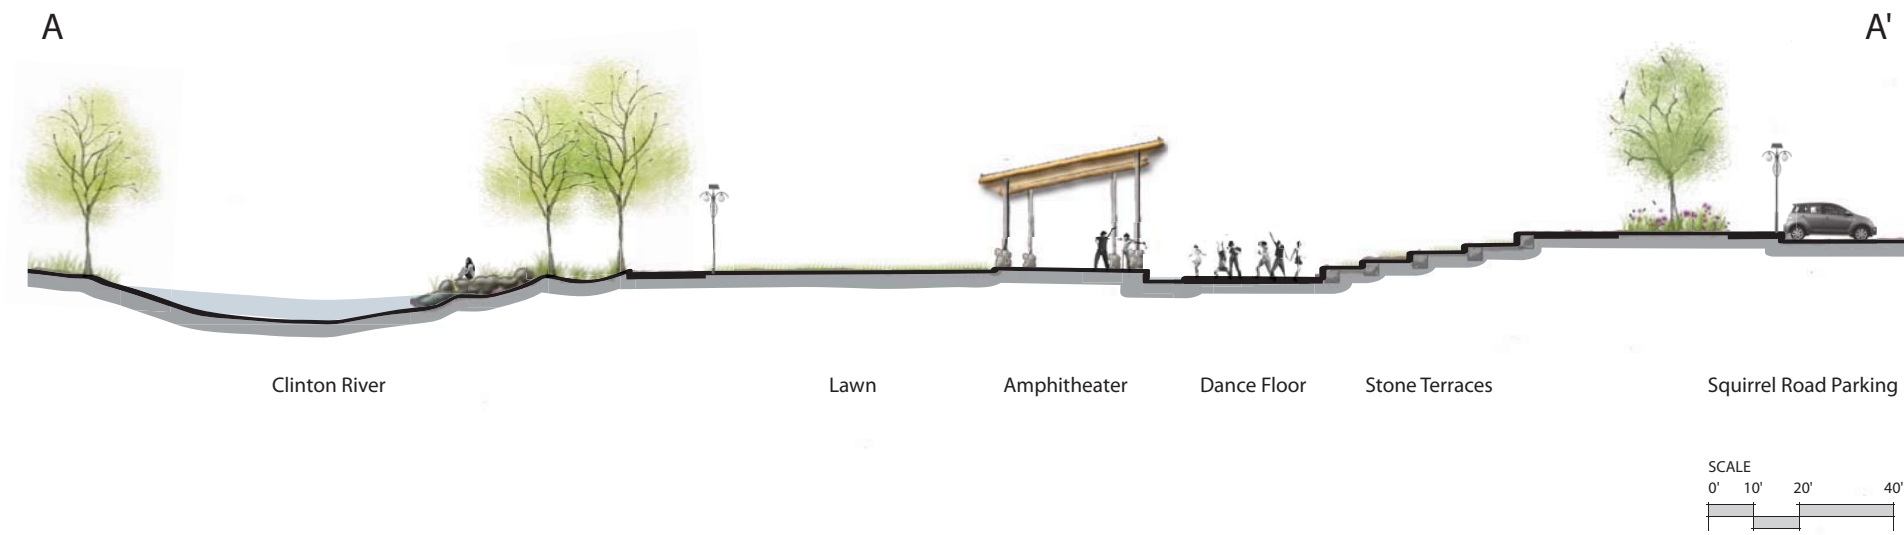 A
A'
Clinton River
Lawn
Amphitheater
Dance Floor
Stone Terraces
Squirrel Road Parking
SCALE
0' 10' 20' 40'